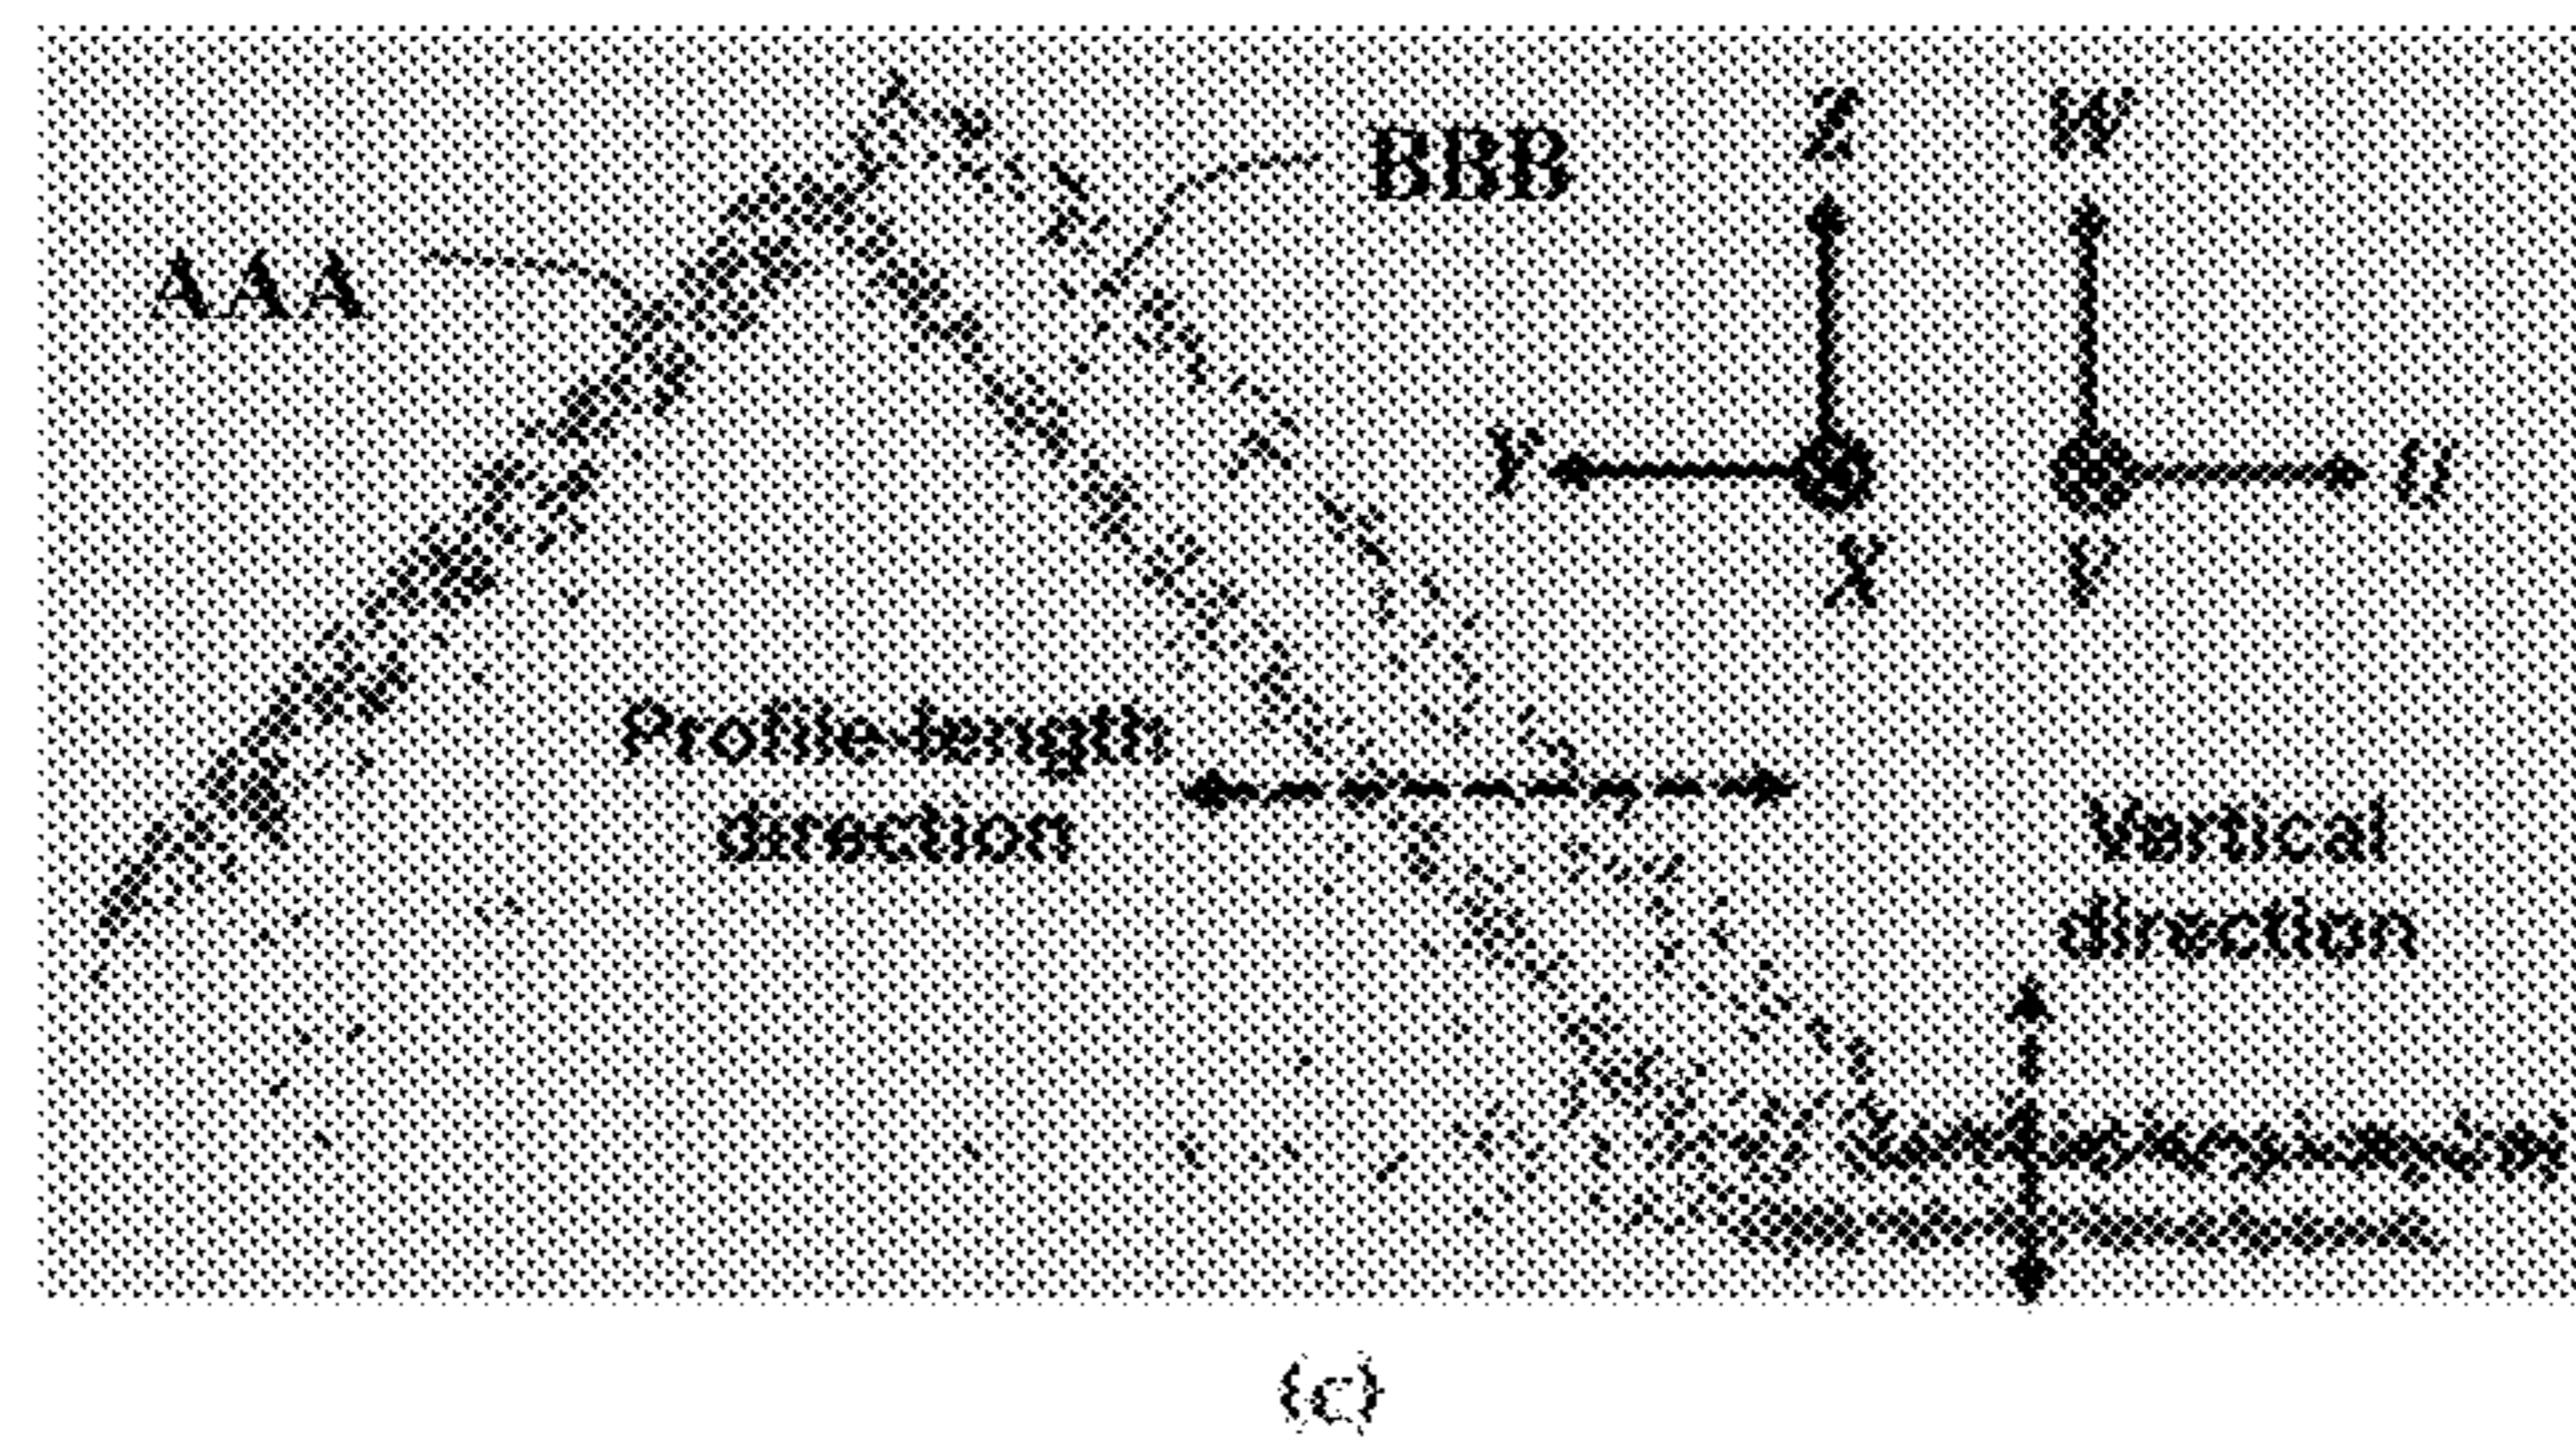 Z W
BBB
AAA
Y U
X V
Profile-length
direction
Vertical
direction
(c)